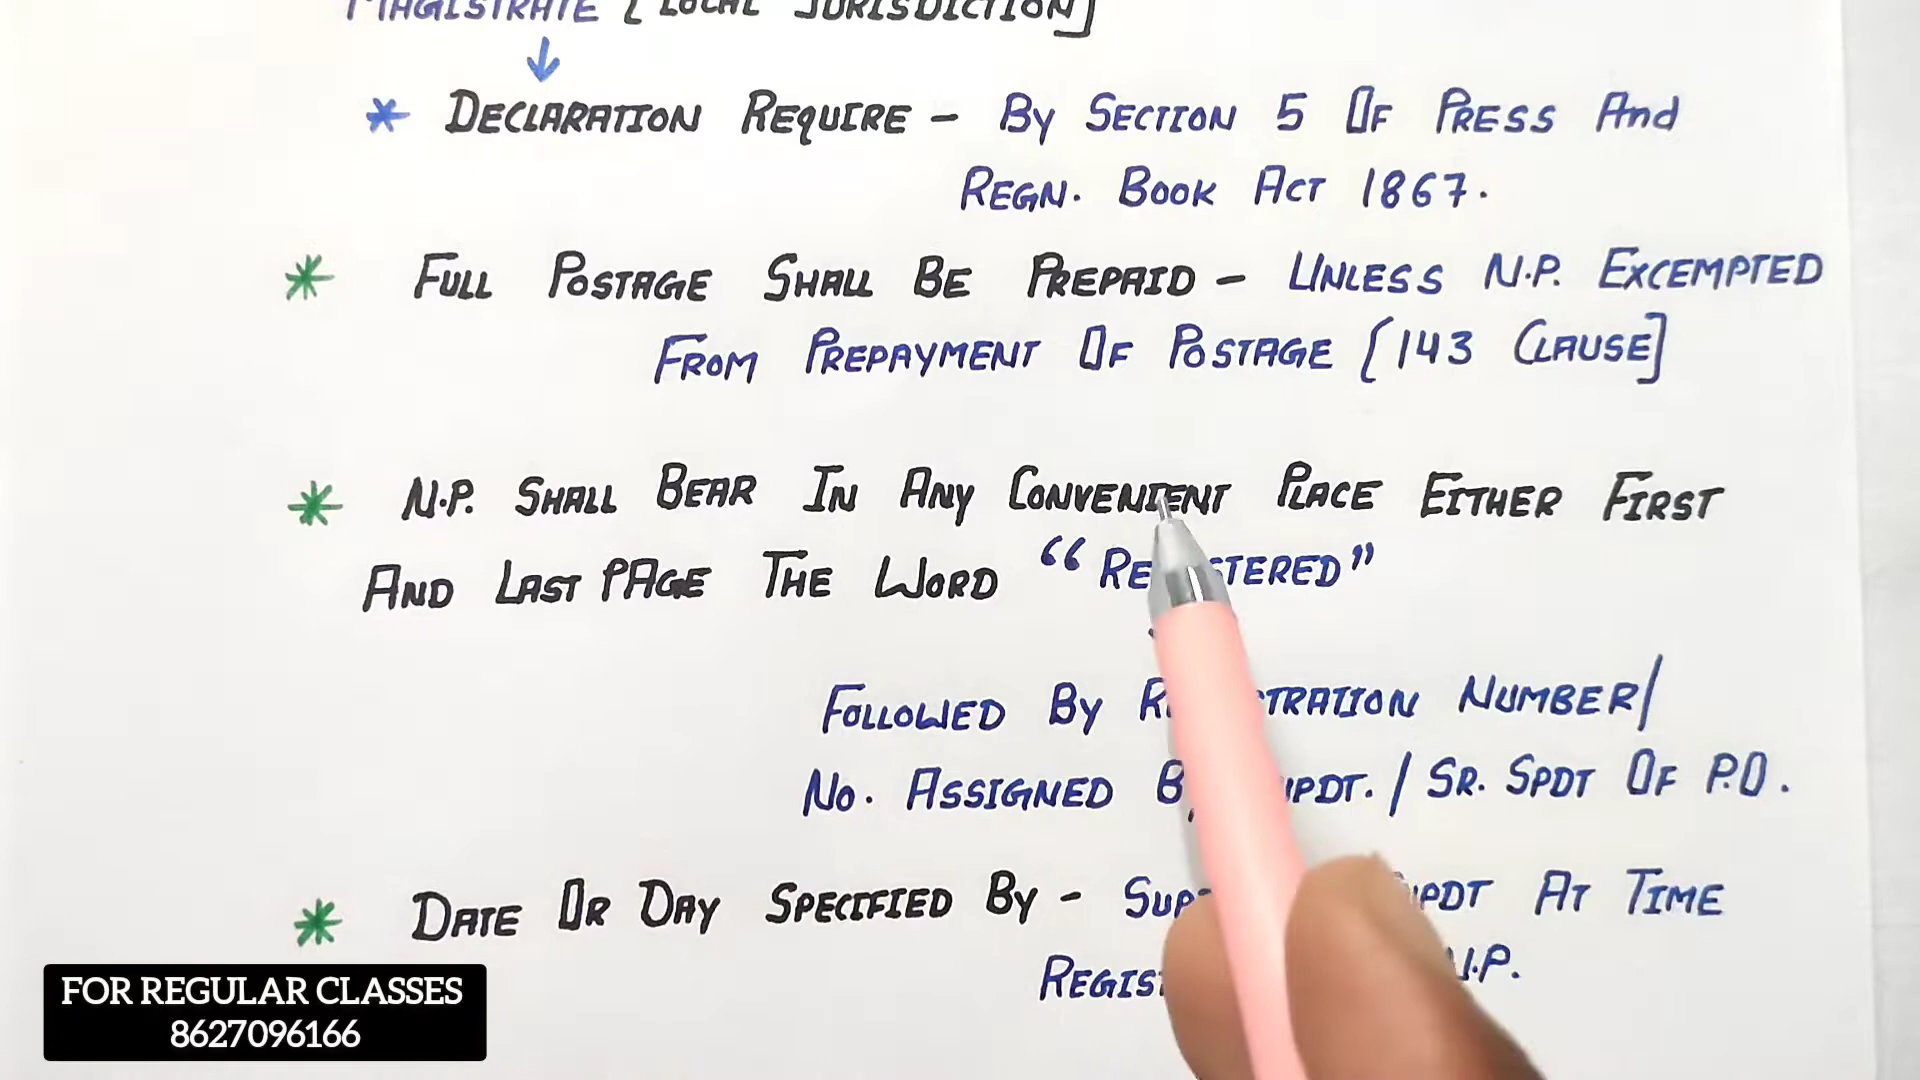 MAGISTRATE [LOCAL JURISDICTION]
* DECLARATION REQUIRE - By SECTION 5 OF PRESS And
REGN. BOOK ACT 1867.
* FULL POSTAGE SHALL BE PREPAID - UNLESS N.P. EXCEMPTED
FROM PREPAYMENT OF POSTAGE [143 CLAUSE]
* N.P. SHALL BEAR IN ANY CONVENIENT PLACE EITHER FIRST
AND LAST PAGE THE WORD "REGISTERED"
FOLLOWED BY REGISTRATION NUMBER/
NO. ASSIGNED / SR. SPDT OF P.O.
* DATE OR DAY SPECIFIED By - AT TIME
N.P.
FOR REGULAR CLASSES
8627096166